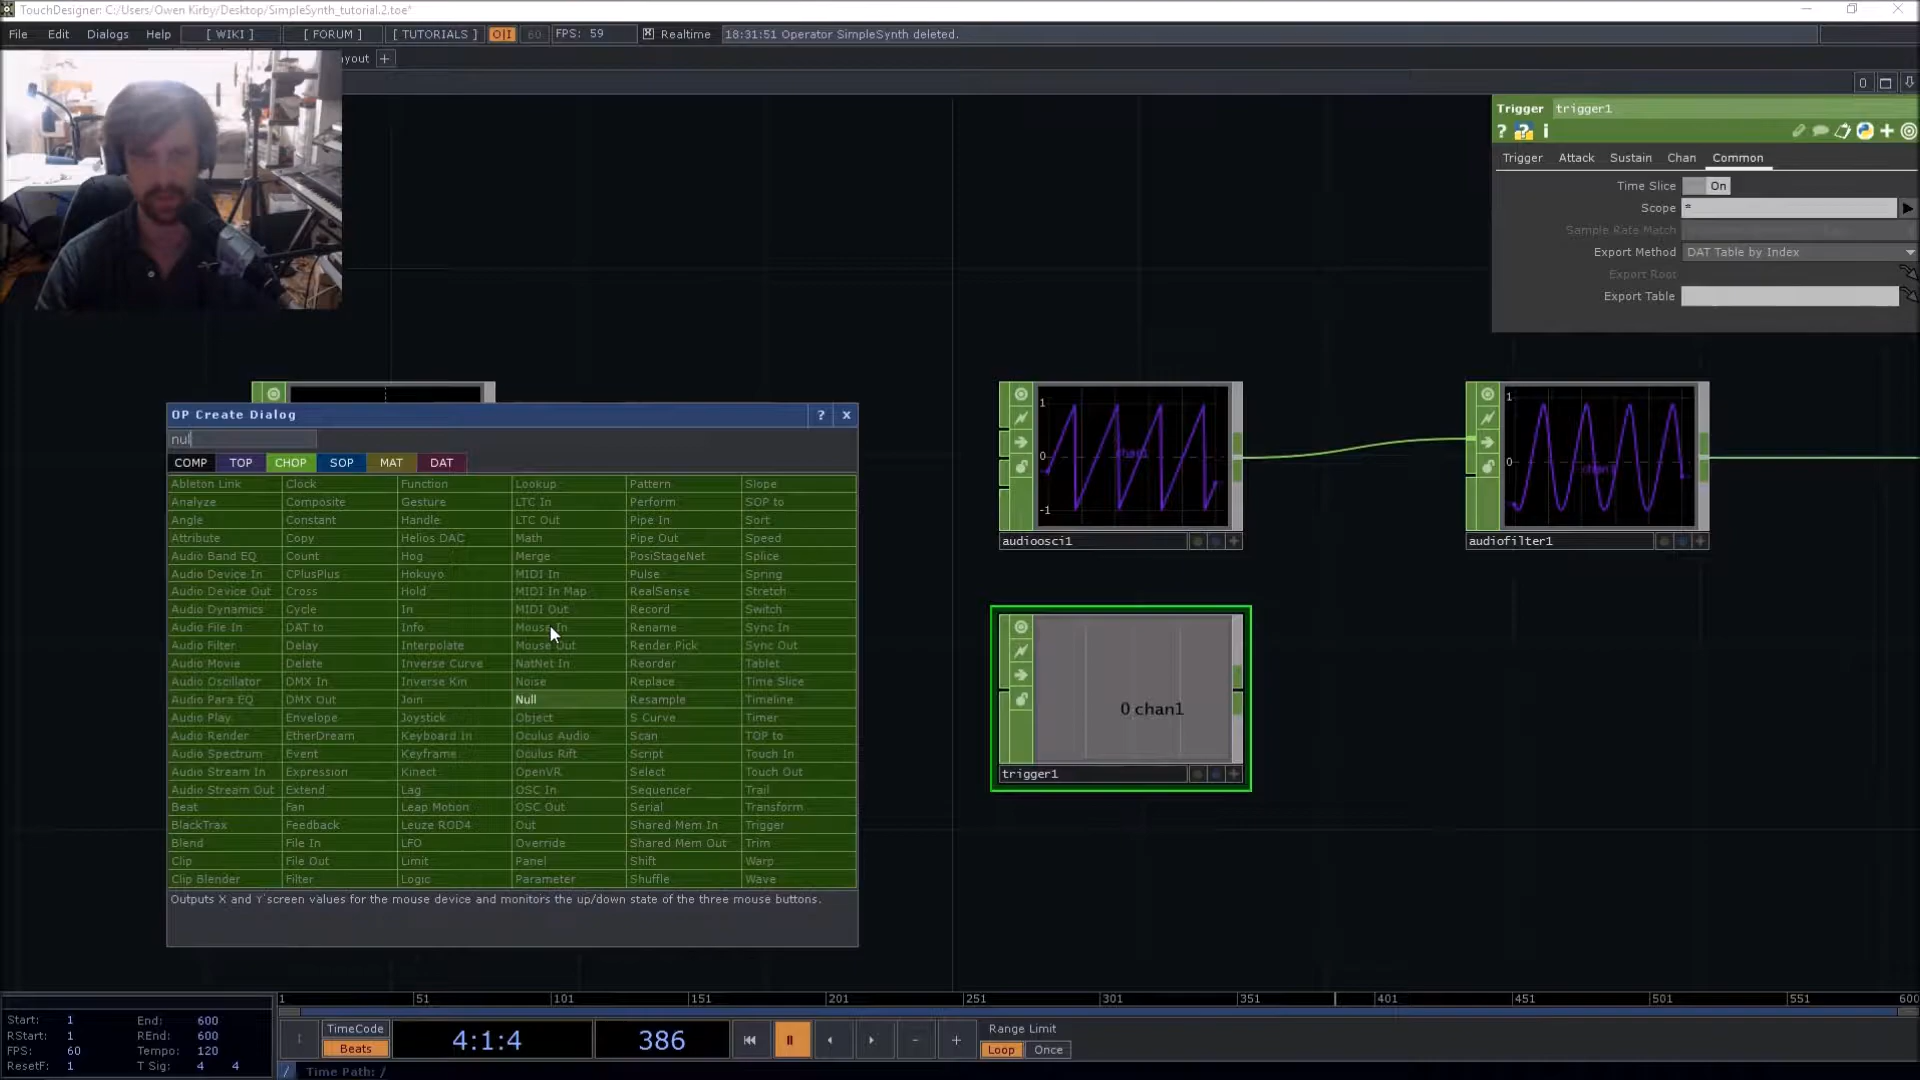 TouchDesigner: C:/Users/Owen Kirby/Desktop/SimpleSynth_tutorial.2.toe*
File Edit Dialogs Help [ WIKI ] [ FORUM ] [ TUTORIALS ] O|I 60 FPS: 59 Realtime 18:31:51 Operator SimpleSynth deleted.
yout +
0
Trigger trigger1
? ? i
Trigger Attack Sustain Chan Common
Time Slice On
Scope *
Sample Rate Match
Export Method DAT Table by Index
Export Root
Export Table
OP Create Dialog ? x
nul
COMP TOP CHOP SOP MAT DAT
Ableton Link Clock Function Lookup Pattern Slope
Analyze Composite Gesture LTC In Perform SOP to
Angle Constant Handle LTC Out Pipe In Sort
Attribute Copy Helios DAC Math Pipe Out Speed
Audio Band EQ Count Hog Merge PosiStageNet Splice
Audio Device In CPlusPlus Hokuyo MIDI In Pulse Spring
Audio Device Out Cross Hold MIDI In Map RealSense Stretch
Audio Dynamics Cycle In MIDI Out Record Switch
Audio File In DAT to Info Mouse In Rename Sync In
Audio Filter Delay Interpolate Mouse Out Render Pick Sync Out
Audio Movie Delete Inverse Curve NatNet In Reorder Tablet
Audio Oscillator DMX In Inverse Kin Noise Replace Time Slice
Audio Para EQ DMX Out Join Null Resample Timeline
Audio Play Envelope Joystick Object S Curve Timer
Audio Render EtherDream Keyboard In Oculus Audio Scan TOP to
Audio Spectrum Event Keyframe Oculus Rift Script Touch In
Audio Stream In Expression Kinect OpenVR Select Touch Out
Audio Stream Out Extend Lag OSC In Sequencer Trail
Beat Fan Leap Motion OSC Out Serial Transform
BlackTrax Feedback Leuze ROD4 Out Shared Mem In Trigger
Blend File In LFO Override Shared Mem Out Trim
Clip File Out Limit Panel Shift Warp
Clip Blender Filter Logic Parameter Shuffle Wave
Outputs X and Y screen values for the mouse device and monitors the up/down state of the three mouse buttons.
1
0
-1
chan1
audioosci1
1
0
chan1
audiofilter1
0 chan1
trigger1
1 51 101 151 201 251 301 351 401 451 501 551 600
Start: 1 End: 600
RStart: 1 REnd: 600
FPS: 60 Tempo: 120
ResetF: 1 T Sig: 4 4
TimeCode
Beats
4:1:4
386
- +
Range Limit
Loop Once
/ Time Path: /